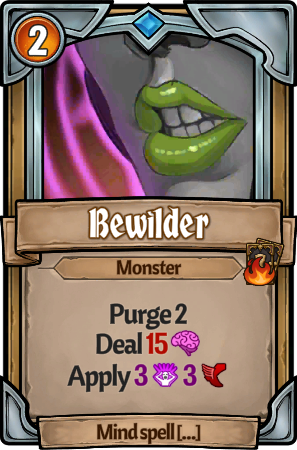 2
Bewilder
Monster
Purge 2
Deal 15
Apply 3 3
Mind spell [...]